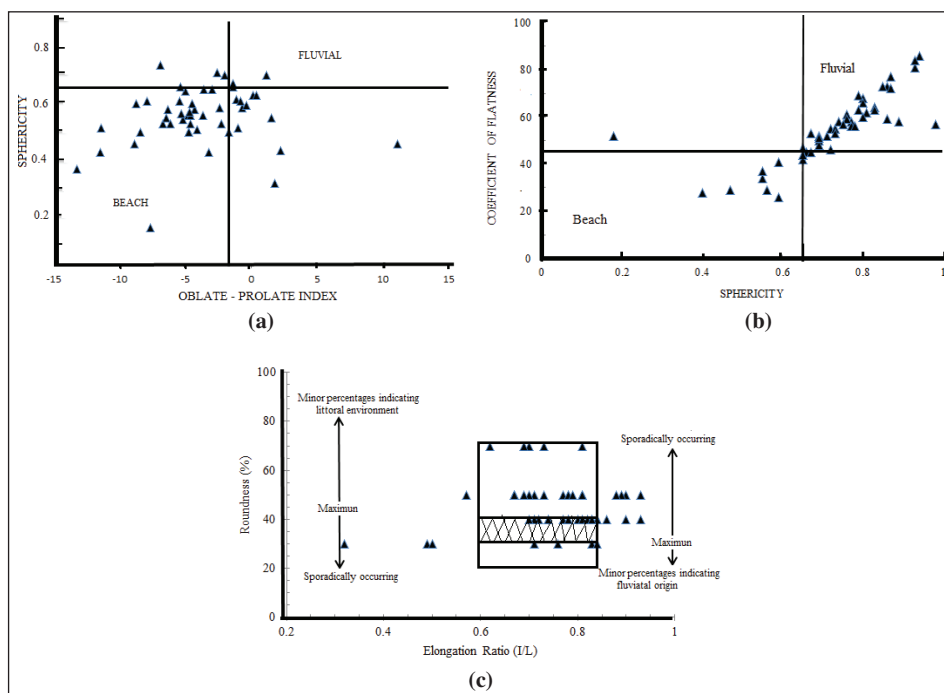 0.8
0.6
0.4
0.2
SPHERICITY
FLUVIAL
BEACH
-15
-10
-5
0
5
10
15
OBLATE - PROLATE INDEX
(a)
100
80
60
40
20
0
COEFFICIENT OF FLATNESS
Fluvial
Beach
0
0.2
0.4
0.6
0.8
1
SPHERICITY
(b)
100
80
60
40
20
0
Roundness (%)
Minor percentages indicating
littoral environment
Maximun
Sporadically occurring
Sporadically occurring
Maximun
Minor percentages indicating
fluviatal origin
0.2
0.4
0.6
0.8
1
Elongation Ratio (I/L)
(c)